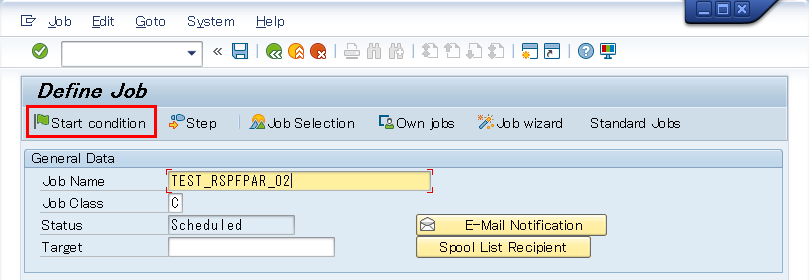 Job Edit Goto System Help
«
Define Job
Start condition Step Job Selection Own jobs Job wizard Standard Jobs
General Data
Job Name TEST_RSPFPAR_02
Job Class C
Status Scheduled E-Mail Notification
Target Spool List Recipient